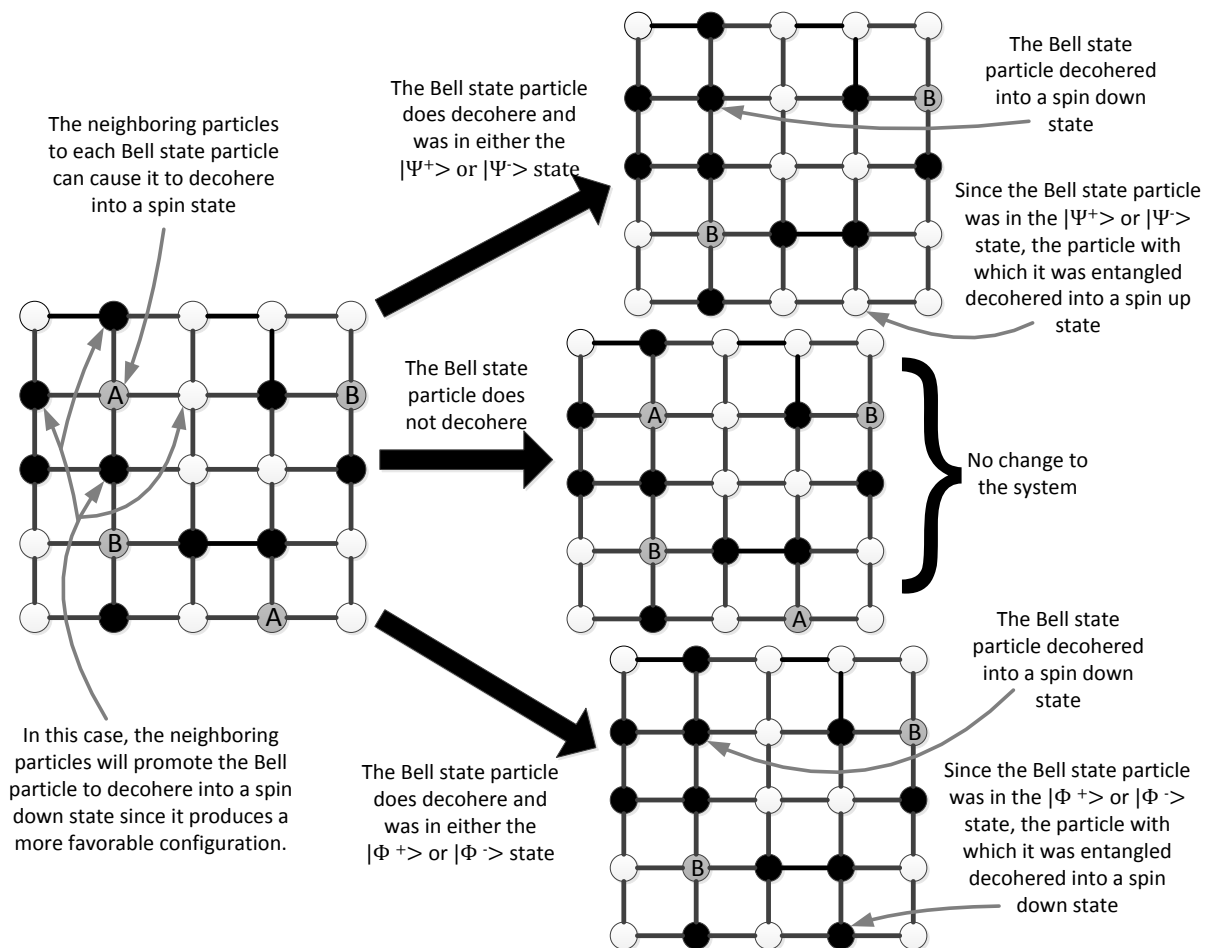 The neighboring particles
to each Bell state particle
can cause it to decohere
into a spin state
A
B
B
A
In this case, the neighboring
particles will promote the Bell
particle to decohere into a spin
down state since it produces a
more favorable configuration.
The Bell state particle
does decohere and
was in either the
|Ψ⁺> or |Ψ⁻> state
B
B
The Bell state
particle decohered
into a spin down
state
Since the Bell state particle
was in the |Ψ⁺> or |Ψ⁻>
state, the particle with
which it was entangled
decohered into a spin up
state
The Bell state
particle does
not decohere
A
B
B
A
No change to
the system
The Bell state particle
does decohere and
was in either the
|Φ ⁺> or |Φ ⁻> state
B
B
The Bell state
particle decohered
into a spin down
state
Since the Bell state particle
was in the |Φ ⁺> or |Φ ⁻>
state, the particle with
which it was entangled
decohered into a spin
down state